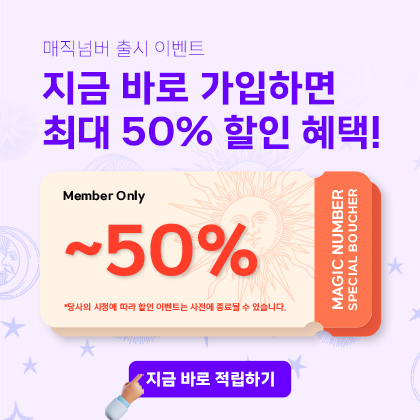 매직넘버 출시 이벤트
지금 바로 가입하면
최대 50% 할인 혜택!
Member Only
~50%
*당사의 사정에 따라 할인 이벤트는 사전에 종료될 수 있습니다.
MAGIC NUMBER
SPECIAL BOUCHER
지금 바로 적립하기